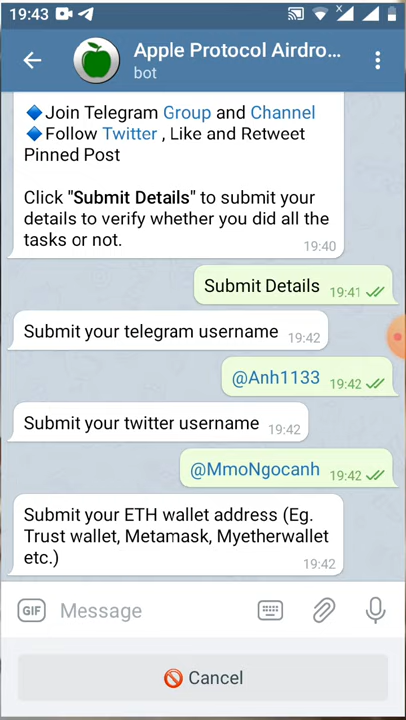 19:43
Apple Protocol Airdro...
bot
🔷Join Telegram Group and Channel
🔷Follow Twitter , Like and Retweet
Pinned Post
Click "Submit Details" to submit your
details to verify whether you did all the
tasks or not.
19:40
Submit Details 19:41
Submit your telegram username 19:42
@Anh1133 19:42
Submit your twitter username 19:42
@MmoNgocanh 19:42
Submit your ETH wallet address (Eg.
Trust wallet, Metamask, Myetherwallet
etc.)
19:42
GIF Message
🚫 Cancel